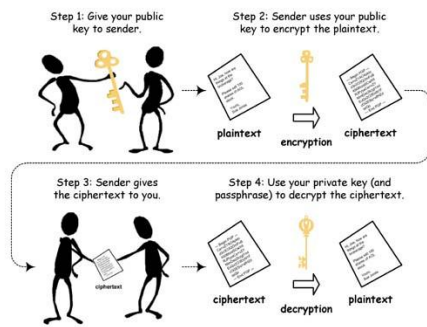 Step 1: Give your public
key to sender.
Step 2: Sender uses your public
key to encrypt the plaintext.
plaintext
encryption
ciphertext
Step 3: Sender gives
the ciphertext to you.
Step 4: Use your private key (and
passphrase) to decrypt the ciphertext.
ciphertext
ciphertext
decryption
plaintext